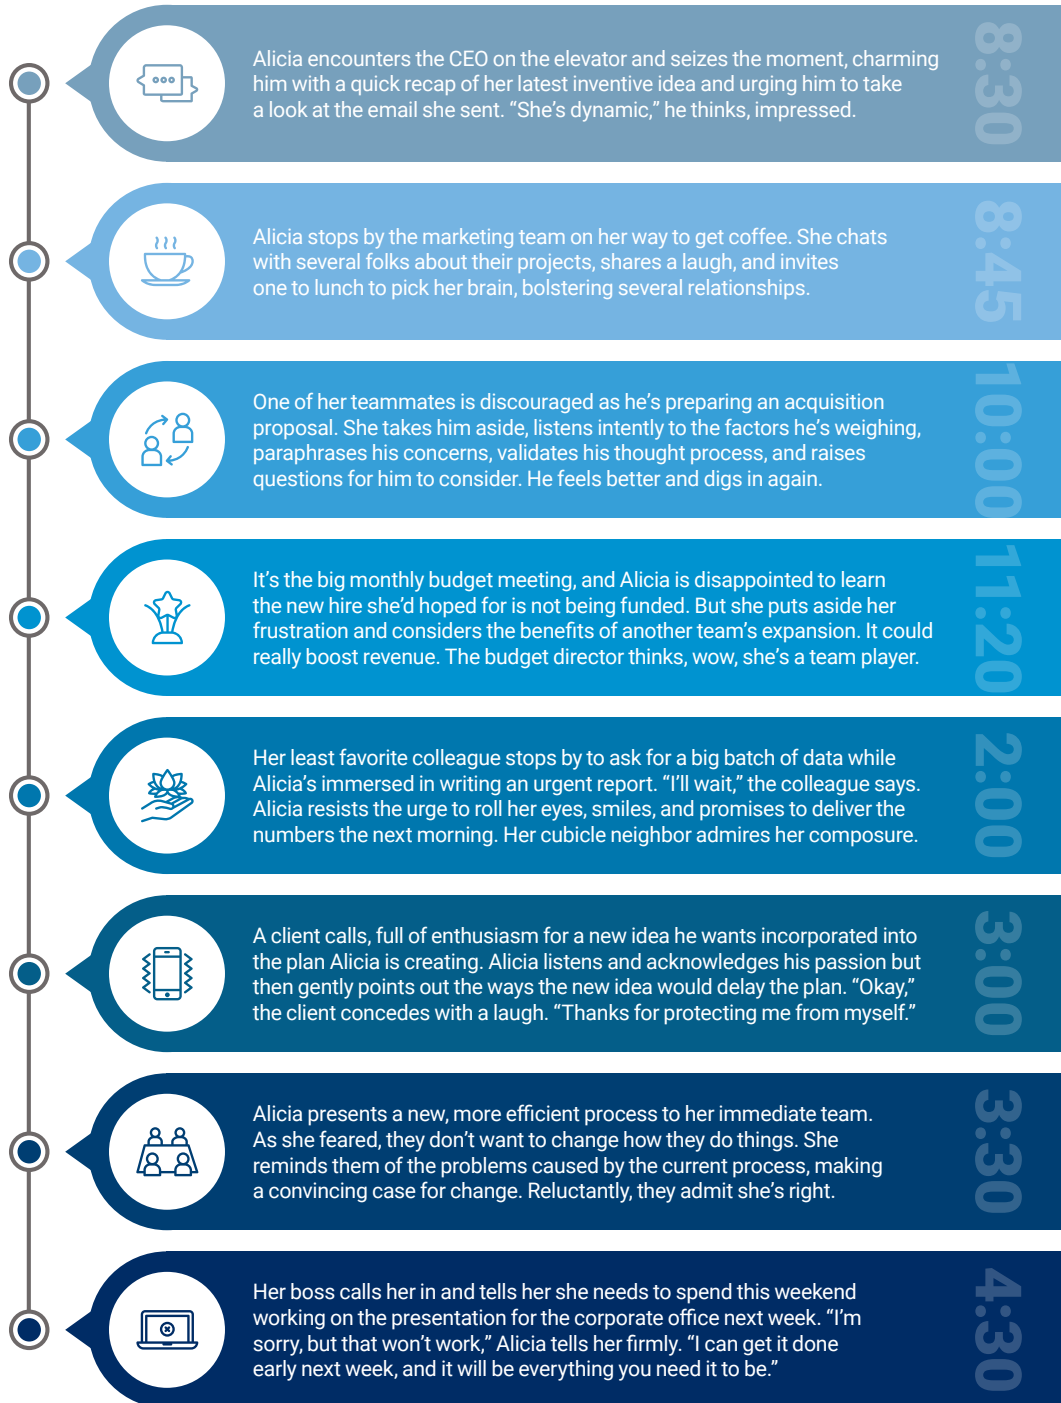 Alicia encounters the CEO on the elevator and seizes the moment, charming
him with a quick recap of her latest inventive idea and urging him to take
a look at the email she sent. “She’s dynamic,” he thinks, impressed.
8:30
Alicia stops by the marketing team on her way to get coffee. She chats
with several folks about their projects, shares a laugh, and invites
one to lunch to pick her brain, bolstering several relationships.
8:45
One of her teammates is discouraged as he’s preparing an acquisition
proposal. She takes him aside, listens intently to the factors he’s weighing,
paraphrases his concerns, validates his thought process, and raises
questions for him to consider. He feels better and digs in again.
10:00
It’s the big monthly budget meeting, and Alicia is disappointed to learn
the new hire she’d hoped for is not being funded. But she puts aside her
frustration and considers the benefits of another team’s expansion. It could
really boost revenue. The budget director thinks, wow, she’s a team player.
11:20
Her least favorite colleague stops by to ask for a big batch of data while
Alicia’s immersed in writing an urgent report. “I’ll wait,” the colleague says.
Alicia resists the urge to roll her eyes, smiles, and promises to deliver the
numbers the next morning. Her cubicle neighbor admires her composure.
2:00
A client calls, full of enthusiasm for a new idea he wants incorporated into
the plan Alicia is creating. Alicia listens and acknowledges his passion but
then gently points out the ways the new idea would delay the plan. “Okay,”
the client concedes with a laugh. “Thanks for protecting me from myself.”
3:00
Alicia presents a new, more efficient process to her immediate team.
As she feared, they don’t want to change how they do things. She
reminds them of the problems caused by the current process, making
a convincing case for change. Reluctantly, they admit she’s right.
3:30
Her boss calls her in and tells her she needs to spend this weekend
working on the presentation for the corporate office next week. “I’m
sorry, but that won’t work,” Alicia tells her firmly. “I can get it done
early next week, and it will be everything you need it to be.”
4:30